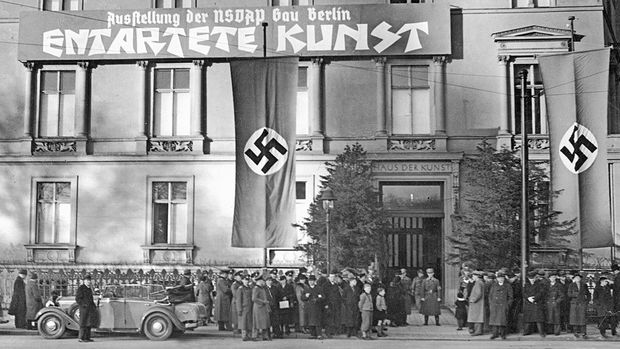 Ausstellung der NSDAP Gau Berlin
ENTARTETE KUNST
HAUS DER KUNST